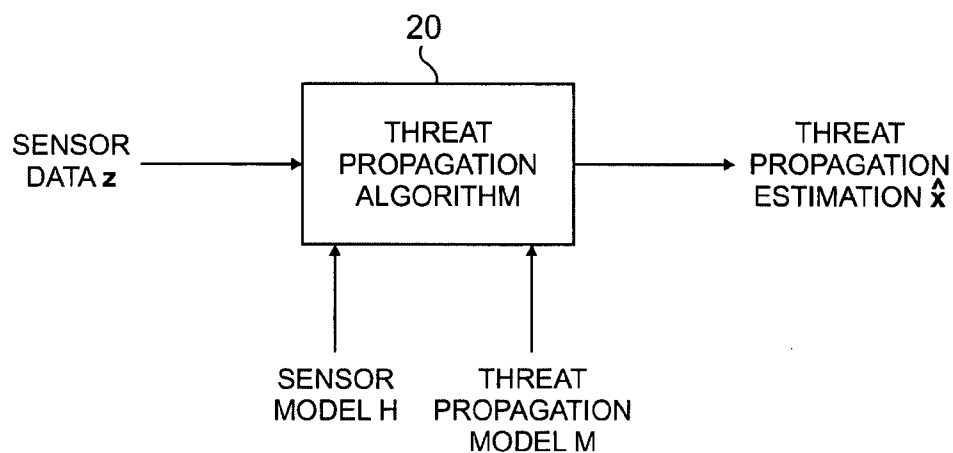 20
SENSOR
DATA z
THREAT
PROPAGATION
ALGORITHM
THREAT
PROPAGATION
ESTIMATION x̂
SENSOR
MODEL H
THREAT
PROPAGATION
MODEL M